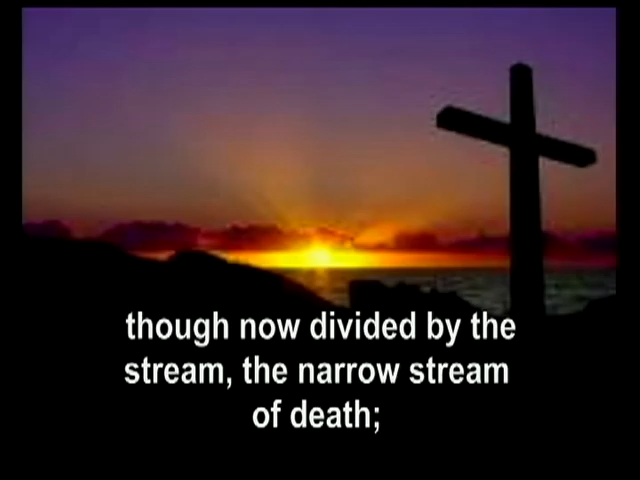 though now divided by the
stream, the narrow stream
of death;